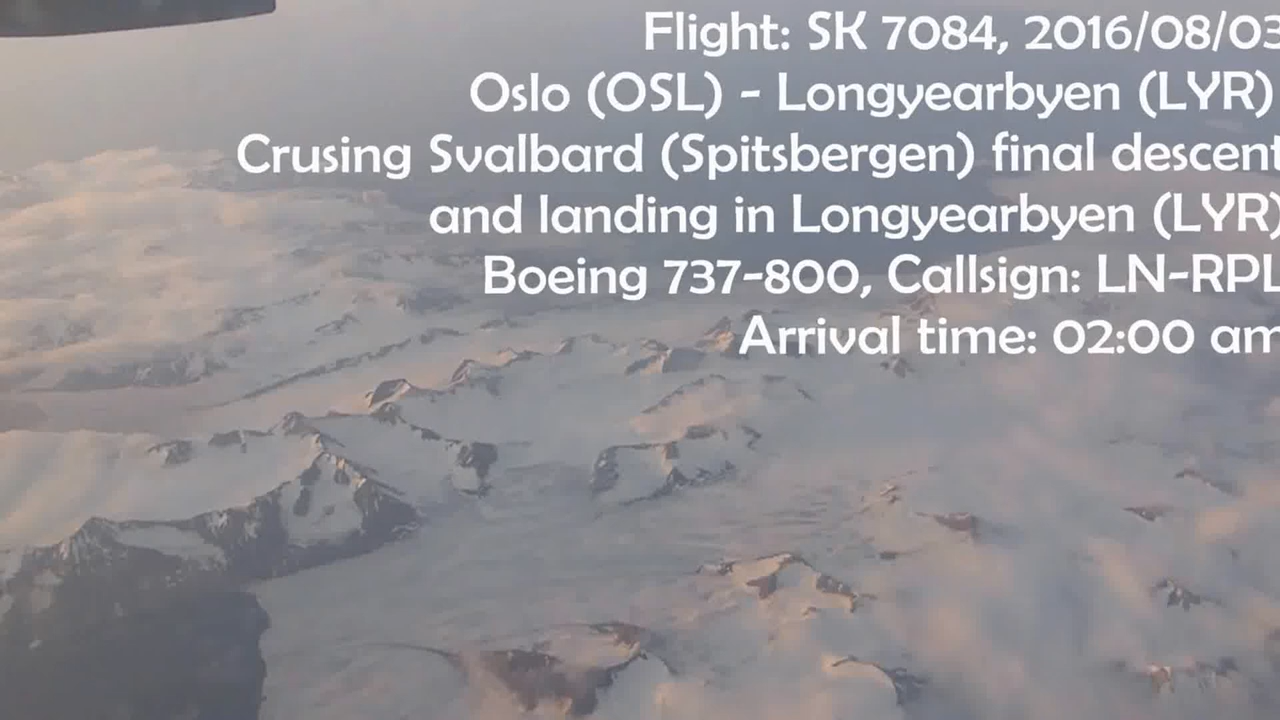 Flight: SK 7084, 2016/08/03
Oslo (OSL) - Longyearbyen (LYR)
Crusing Svalbard (Spitsbergen) final descent
and landing in Longyearbyen (LYR)
Boeing 737-800, Callsign: LN-RPL
Arrival time: 02:00 am